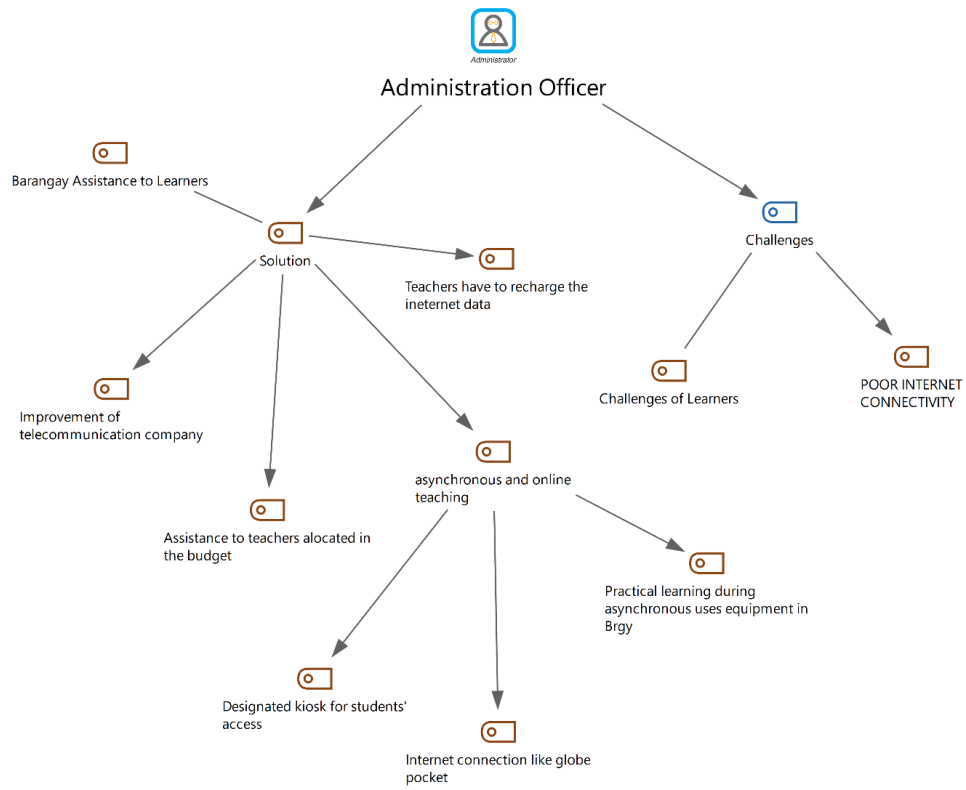 Administrator
Administration Officer
Barangay Assistance to Learners
Challenges
Solution
Teachers have to recharge the
ineternet data
Challenges of Learners
POOR INTERNET
CONNECTIVITY
Improvement of
telecommunication company
asynchronous and online
teaching
Assistance to teachers alocated in
the budget
Practical learning during
asynchronous uses equipment in
Brgy
Designated kiosk for students'
access
Internet connection like globe
pocket